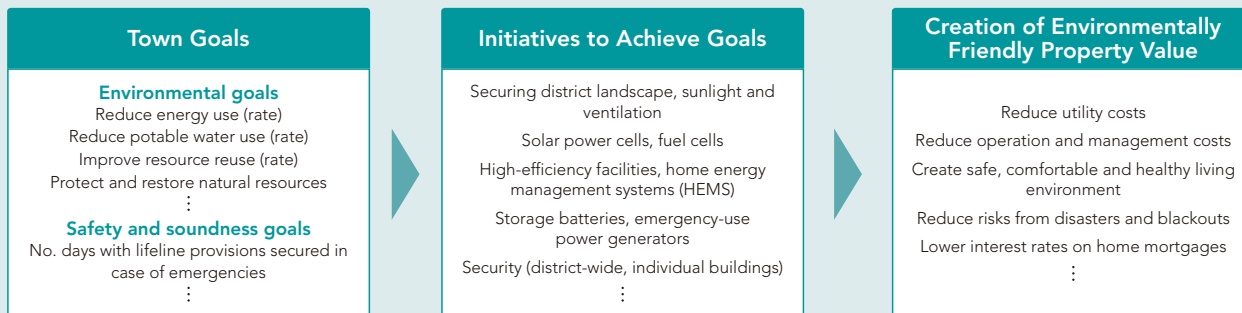 Town Goals
Environmental goals
Reduce energy use (rate)
Reduce potable water use (rate)
Improve resource reuse (rate)
Protect and restore natural resources
⋮
Safety and soundness goals
No. days with lifeline provisions secured in
case of emergencies
⋮
Initiatives to Achieve Goals
Securing district landscape, sunlight and
ventilation
Solar power cells, fuel cells
High-efficiency facilities, home energy
management systems (HEMS)
Storage batteries, emergency-use
power generators
Security (district-wide, individual buildings)
⋮
Creation of Environmentally
Friendly Property Value
Reduce utility costs
Reduce operation and management costs
Create safe, comfortable and healthy living
environment
Reduce risks from disasters and blackouts
Lower interest rates on home mortgages
⋮